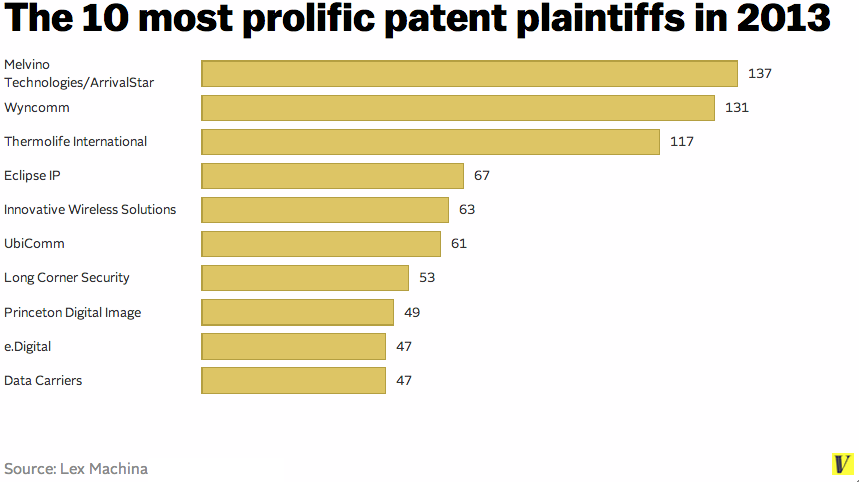 The 10 most prolific patent plaintiffs in 2013
Melvino
Technologies/ArrivalStar
137
Wyncomm
131
Thermolife International
117
Eclipse IP
67
Innovative Wireless Solutions
63
UbiComm
61
Long Corner Security
53
Princeton Digital Image
49
e.Digital
47
Data Carriers
47
Source: Lex Machina
V